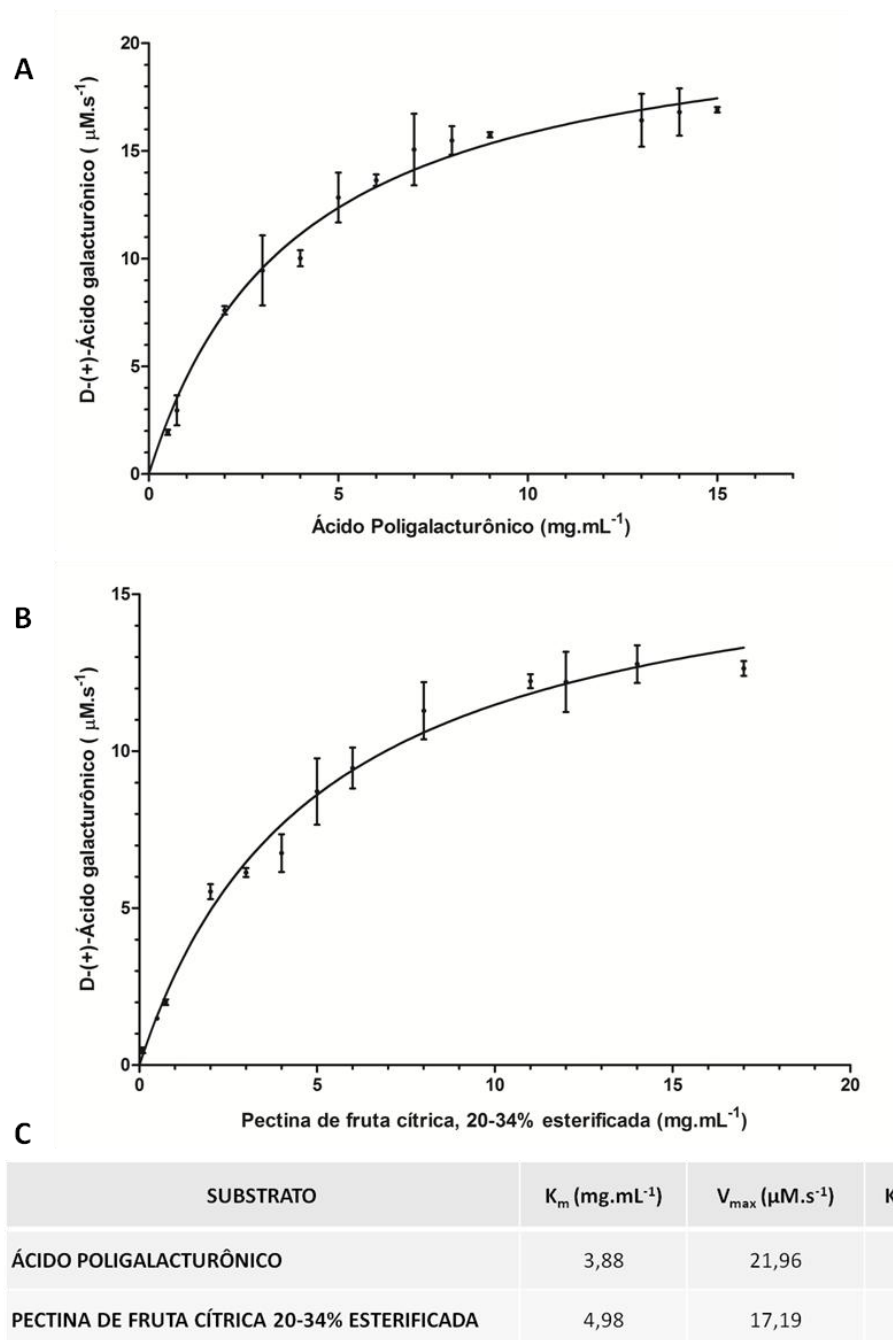 A
20
15
10
5
0
D-(+)-Ácido galacturônico ( μM.s⁻¹)
0 5 10 15
Ácido Poligalacturônico (mg.mL⁻¹)
B
15
10
5
0
D-(+)-Ácido galacturônico ( μM.s⁻¹)
0 5 10 15 20
Pectina de fruta cítrica, 20-34% esterificada (mg.mL⁻¹)
C
SUBSTRATO Kₘ (mg.mL⁻¹) Vₘₐₓ (μM.s⁻¹) K
ÁCIDO POLIGALACTURÔNICO 3,88 21,96
PECTINA DE FRUTA CÍTRICA 20-34% ESTERIFICADA 4,98 17,19